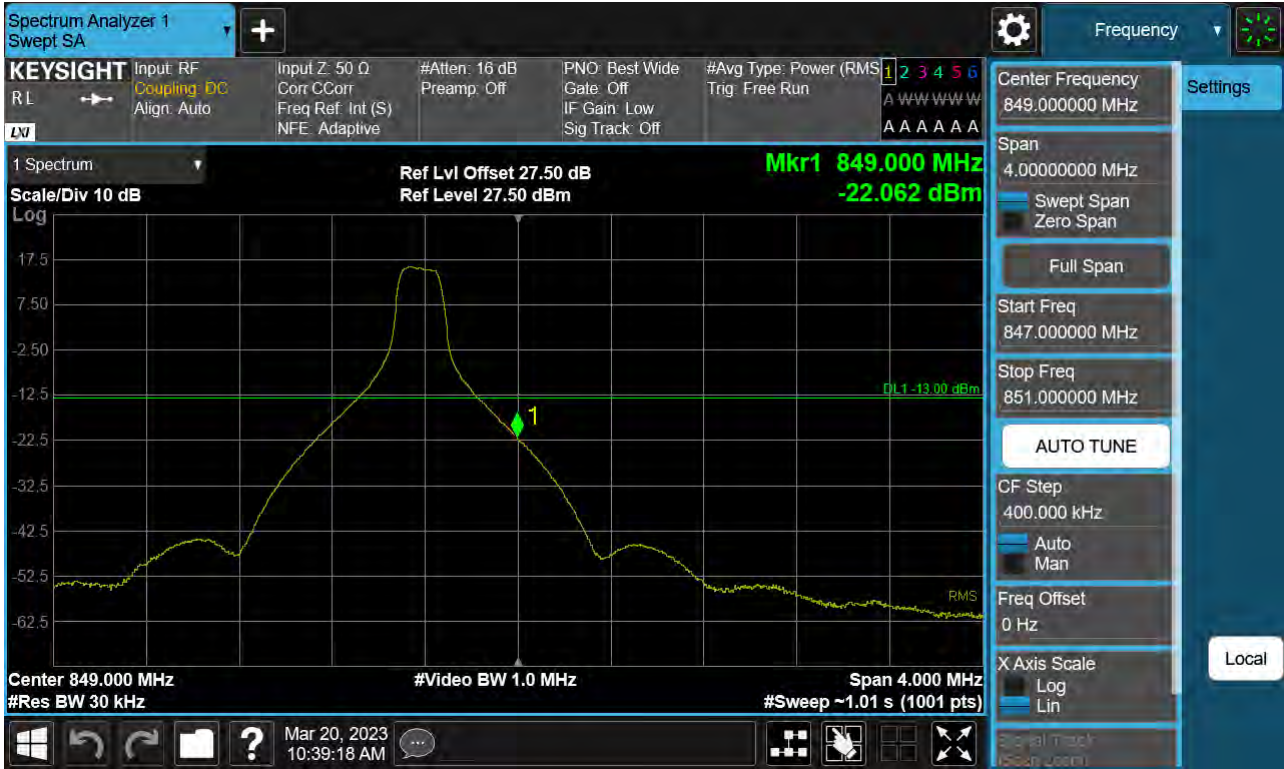 Spectrum Analyzer 1
Swept SA
Frequency
KEYSIGHT
R L
LXI
Input: RF
Coupling: DC
Align: Auto
Input Z: 50 Ω
Corr CCorr
Freq Ref: Int (S)
NFE: Adaptive
#Atten: 16 dB
Preamp: Off
PNO: Best Wide
Gate: Off
IF Gain: Low
Sig Track: Off
#Avg Type: Power (RMS
Trig: Free Run
1 2 3 4 5 6
A W W W W W
A A A A A A
Center Frequency
849.000000 MHz
Settings
Span
4.00000000 MHz
Swept Span
Zero Span
Full Span
Start Freq
847.000000 MHz
Stop Freq
851.000000 MHz
AUTO TUNE
CF Step
400.000 kHz
Auto
Man
Freq Offset
0 Hz
X Axis Scale
Log
Lin
Local
1 Spectrum
Scale/Div 10 dB
Ref Lvl Offset 27.50 dB
Ref Level 27.50 dBm
Mkr1 849.000 MHz
-22.062 dBm
Log
17.5
7.50
-2.50
-12.5
-22.5
-32.5
-42.5
-52.5
-62.5
DL1 -13.00 dBm
1
RMS
Center 849.000 MHz
#Video BW 1.0 MHz
Span 4.000 MHz
#Res BW 30 kHz
#Sweep ~1.01 s (1001 pts)
Mar 20, 2023
10:39:18 AM